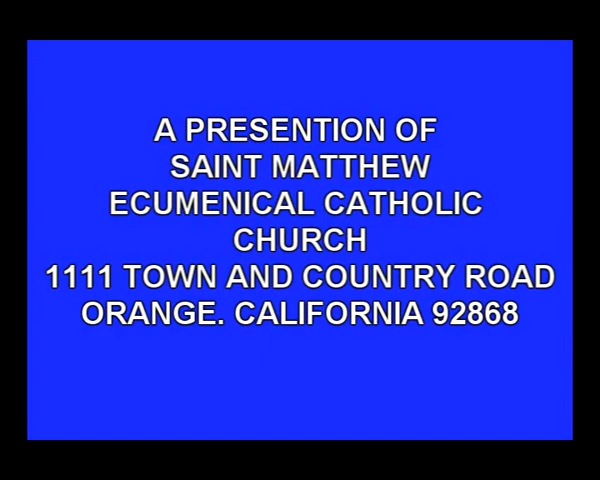 A PRESENTION OF
SAINT MATTHEW
ECUMENICAL CATHOLIC
CHURCH
1111 TOWN AND COUNTRY ROAD
ORANGE. CALIFORNIA 92868